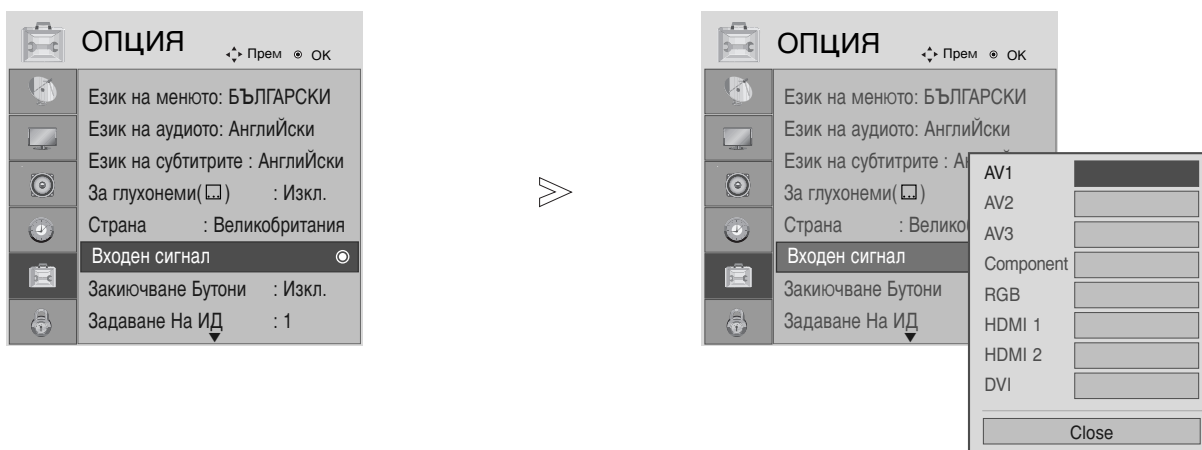 ОПЦИЯ
Прем OK
Език на менюто: БЪЛГАРСКИ
Език на аудиото: АнглиЙски
Език на субтитрите : АнглиЙски
За глухонеми( ) : Изкл.
Страна : Великобритания
Входен сигнал
Закиючване Бутони : Изкл.
Задаване На ИД : 1
ОПЦИЯ
Прем OK
Език на менюто: БЪЛГАРСКИ
Език на аудиото: АнглиЙски
Език на субтитрите :
За глухонеми( )
Страна :
Входен сигнал
Закиючване Бутони
Задаване На ИД
AV1
AV2
AV3
Component
RGB
HDMI 1
HDMI 2
DVI
Close